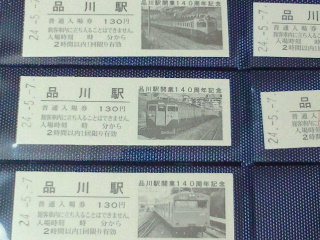 品川駅
普通入場券 130円
旅客車内に立ち入ることはできません。
入場時刻 時 分から
2時間以内1回限り有効
24.-5.-7
品川駅開業140周年記念
品川駅
普通入場券 130円
旅客車内に立ち入ることはできません。
入場時刻 時 分から
2時間以内1回限り有効
24.-5.-7
品川駅開業140周年記念
品川駅
普通入場券 130円
旅客車内に立ち入ることはできません。
入場時刻 時 分から
2時間以内1回限り有効
24.-5.-7
品川駅開業140周年記念
24.-5.-7
24.-5.-7